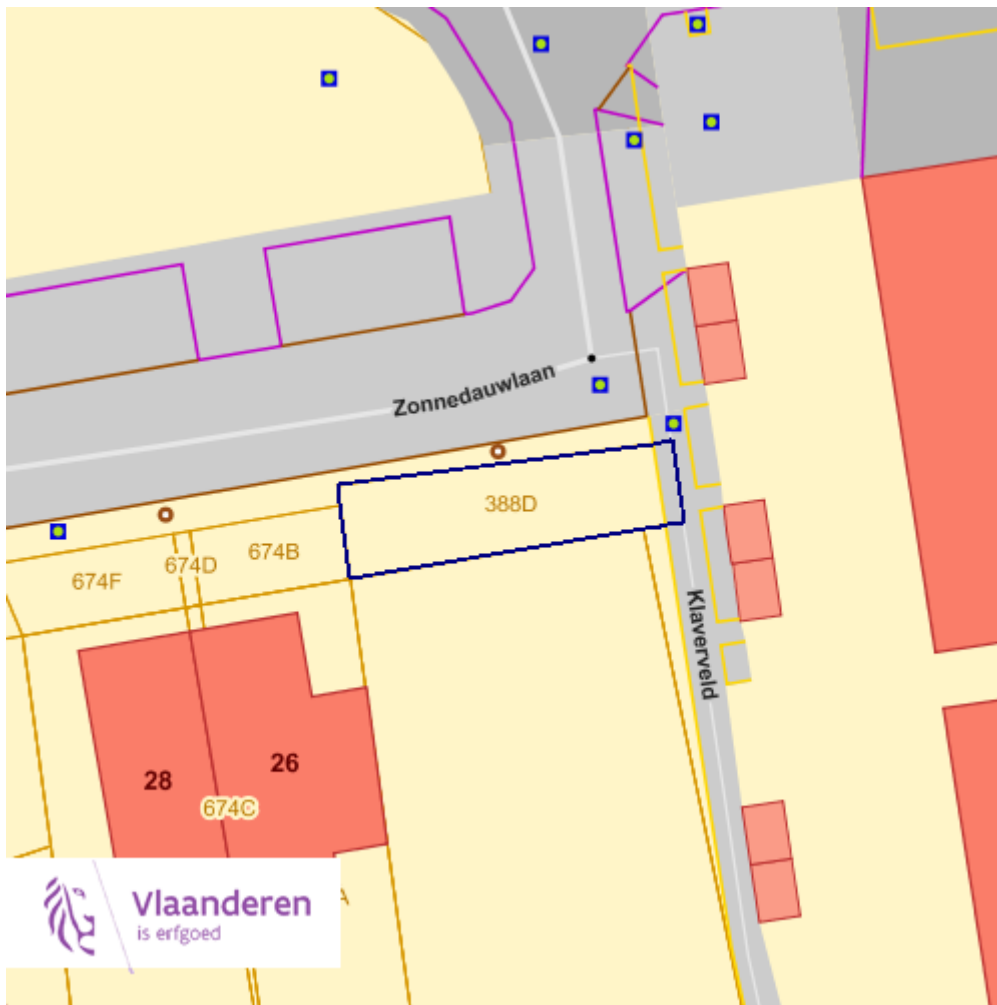 Zonnedauwlaan
388D
674B
674D
674F
Klaverveld
26
28
674C
A
Vlaanderen
is erfgoed